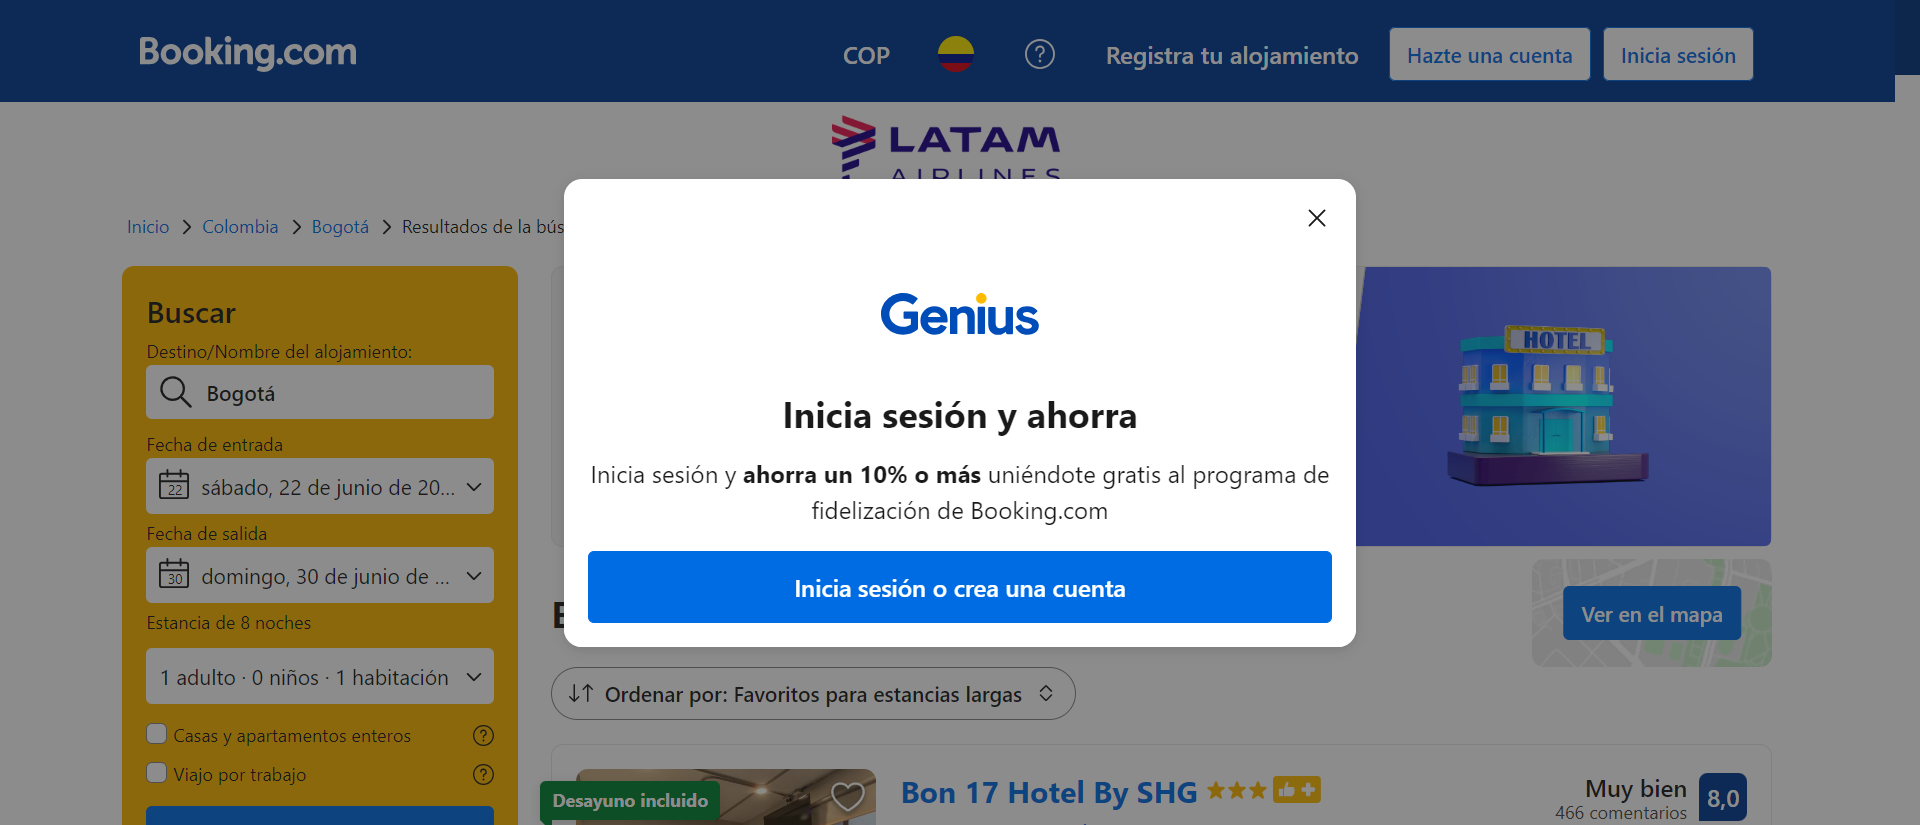 Booking.com
COP
Registra tu alojamiento
Hazte una cuenta
Inicia sesión
LATAM
AIRLINES
Inicio
Colombia
Bogotá
Resultados de la bús
Buscar
Destino/Nombre del alojamiento:
Bogotá
Fecha de entrada
22
sábado, 22 de junio de 20...
Fecha de salida
30
domingo, 30 de junio de ...
Estancia de 8 noches
1 adulto · 0 niños · 1 habitación
Casas y apartamentos enteros
Viajo por trabajo
Genius
Inicia sesión y ahorra
Inicia sesión y ahorra un 10% o más uniéndote gratis al programa de
fidelización de Booking.com
Inicia sesión o crea una cuenta
HOTEL
Ver en el mapa
Ordenar por: Favoritos para estancias largas
Desayuno incluido
Bon 17 Hotel By SHG
Muy bien
466 comentarios
8,0